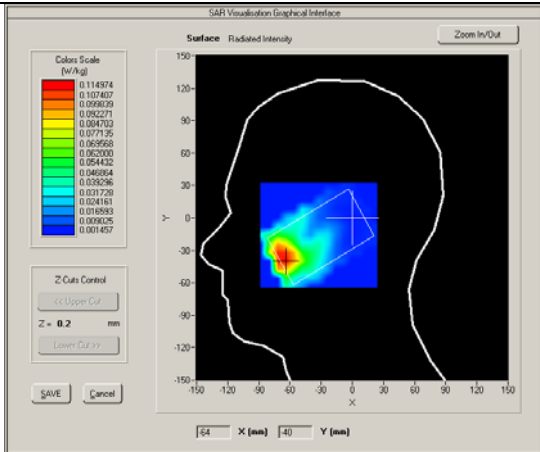 SAR Visualisation Graphical Interface
Surface Radiated Intensity
Zoom In/Out
Colors Scale
(W/kg)
0.114974
0.107407
0.099839
0.092271
0.084703
0.077135
0.069568
0.062000
0.054432
0.046864
0.039296
0.031728
0.024161
0.016593
0.009025
0.001457
Z-Cuts Control
<< Upper Cut
Z = 0.2 mm
Lower Cut >>
SAVE Cancel
150-
120-
90-
60-
30-
0-
-30-
-60-
-90-
-120-
-150-
Y
-150 -120 -90 -60 -30 0 30 60 90 120 150
X
-64 X (mm) -40 Y (mm)